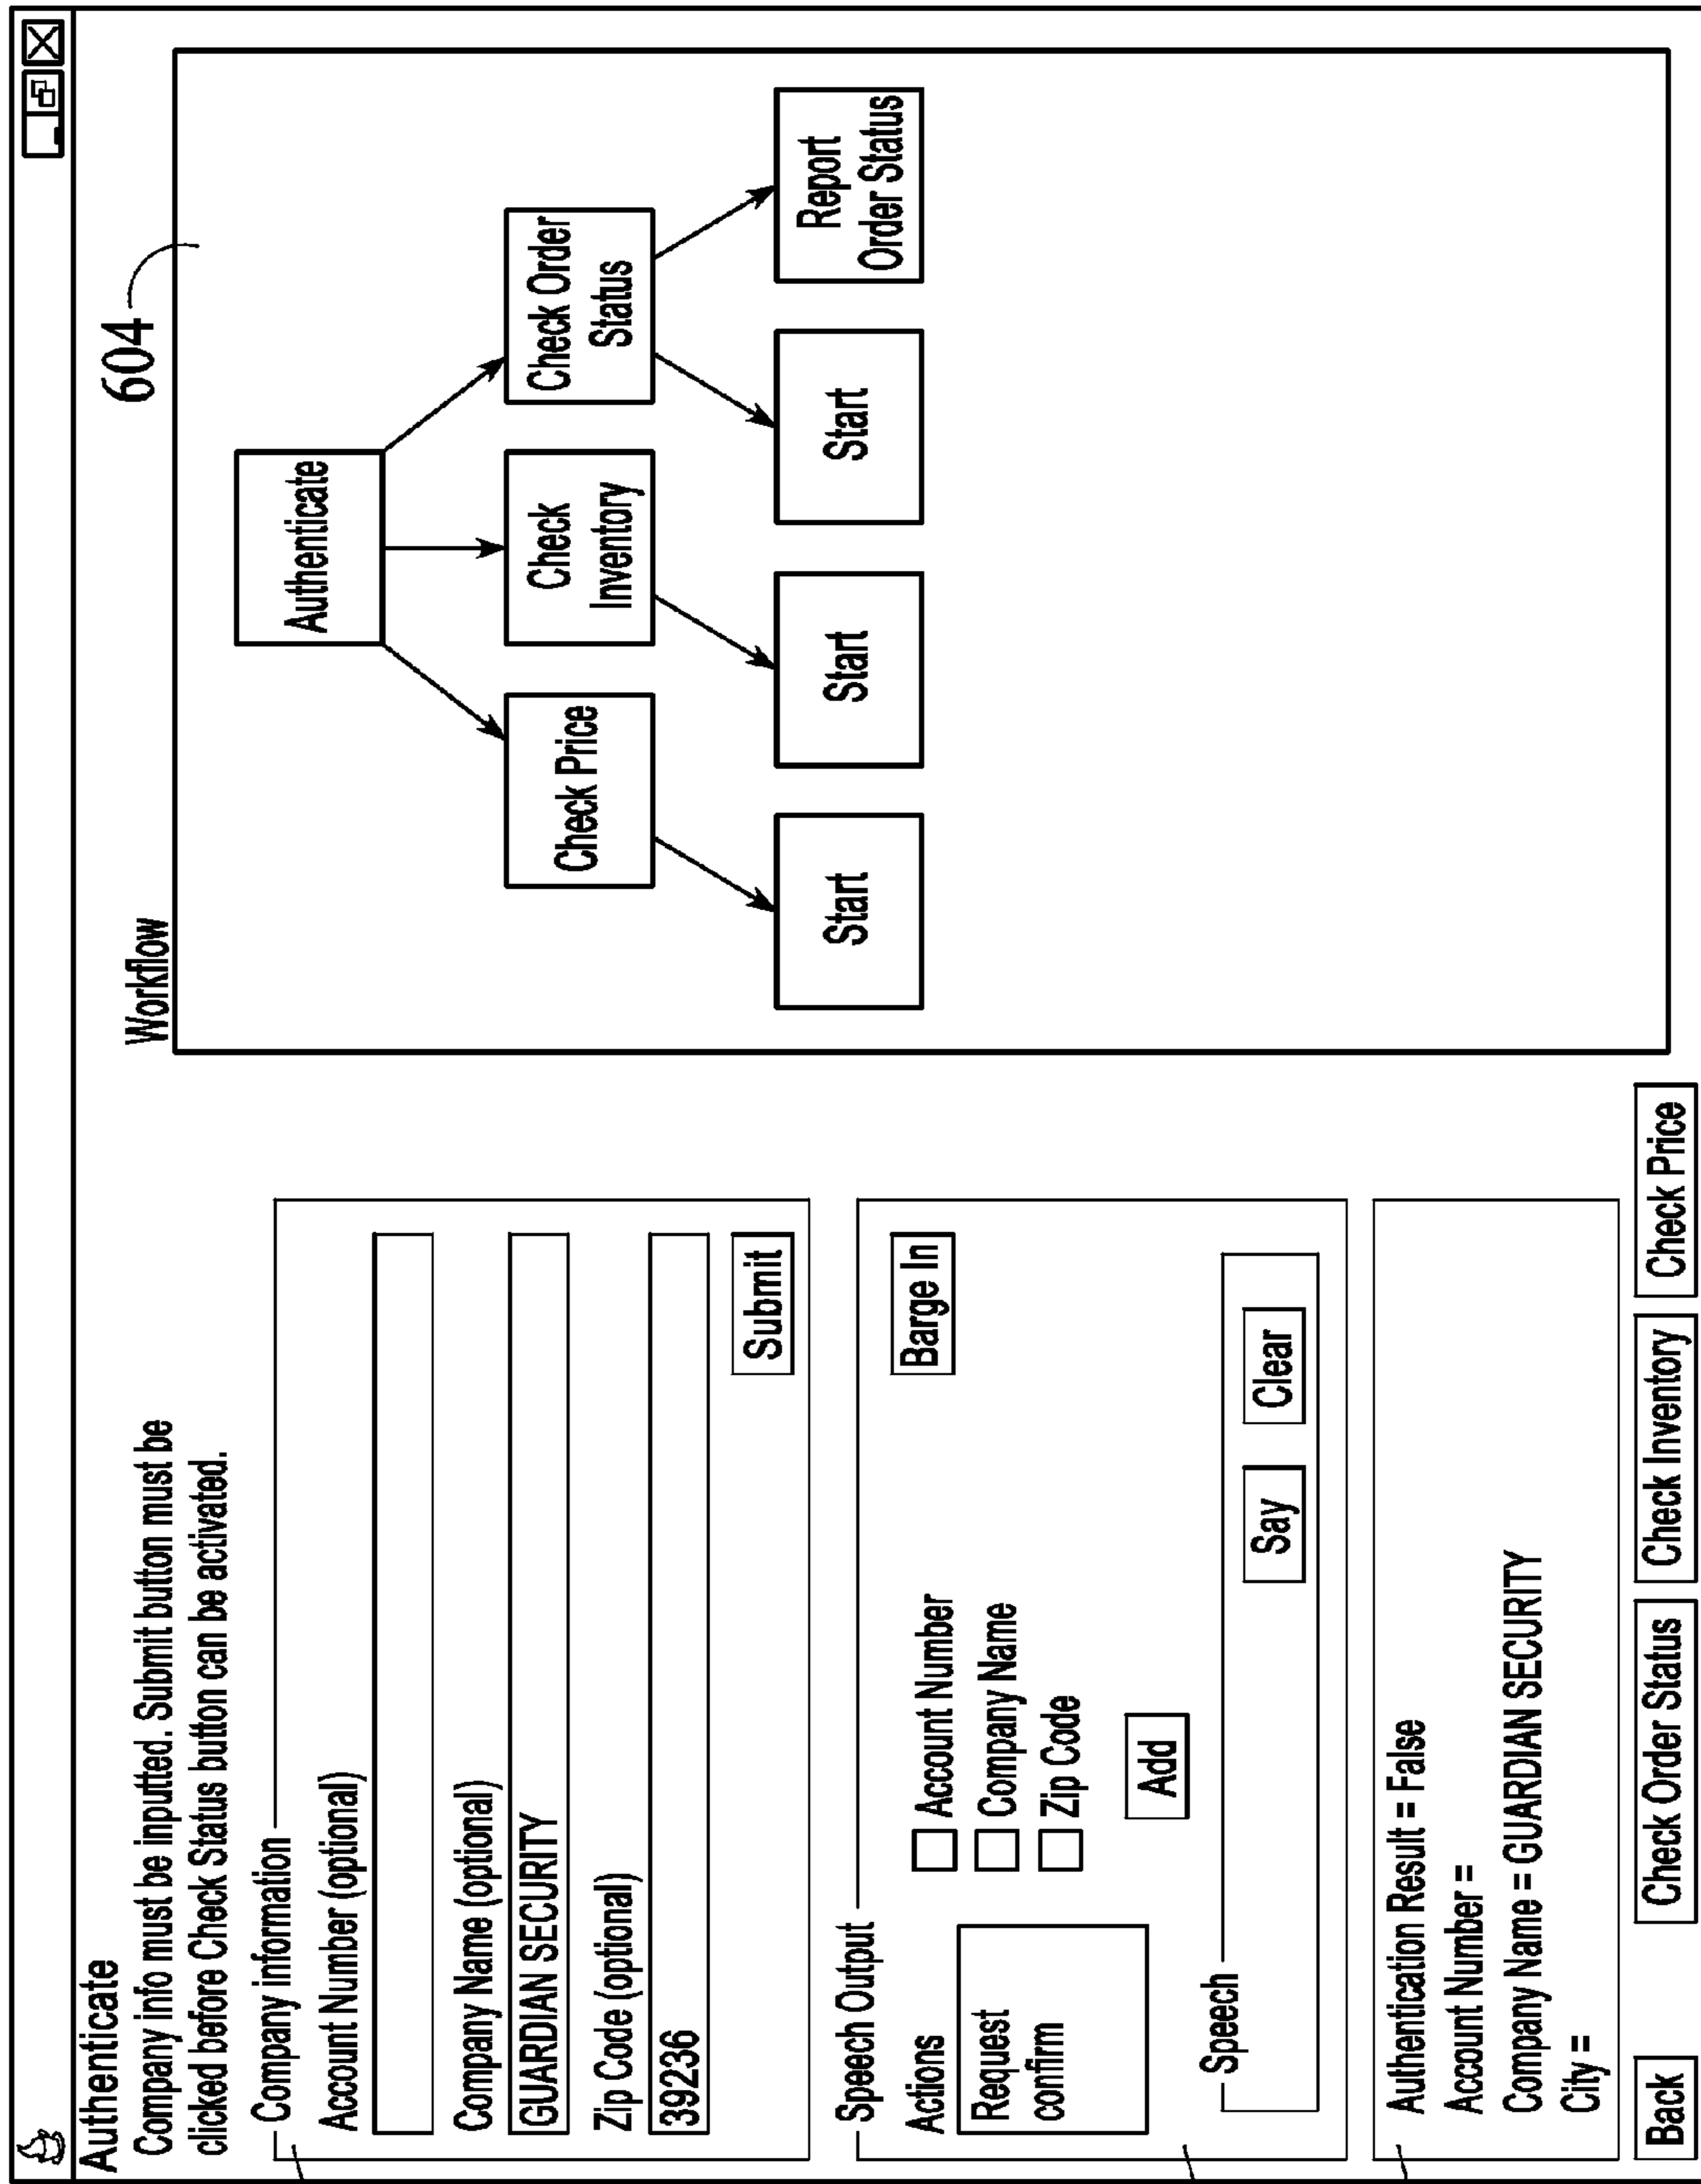 Authenticate
Company info must be inputted. Submit button must be
clicked before Check Status button can be activated.
Company information
Account Number (optional)
Company Name (optional)
GUARDIAN SECURITY
Zip Code (optional)
39236
Submit
Speech Output
Actions
Request
confirm
Account Number
Company Name
Zip Code
Barge In
Add
Speech
Say
Clear
Authentication Result = False
Account Number =
Company Name = GUARDIAN SECURITY
City =
Back
Check Order Status
Check Inventory
Check Price
Workflow
604
Authenticate
Check Price
Check
Inventory
Check Order
Status
Start
Start
Start
Report
Order Status